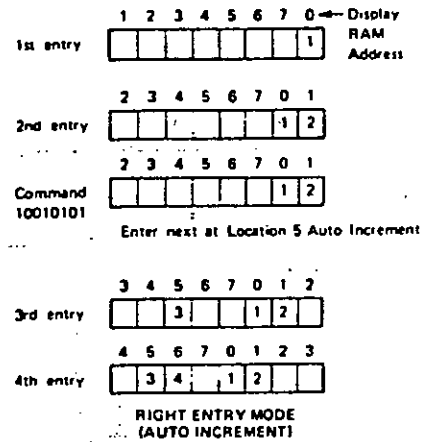 1 2 3 4 5 6 7 0 Display
RAM
Address
1st entry 1
2 3 4 5 6 7 0 1
2nd entry 1 2
2 3 4 5 6 7 0 1
Command 1 2
10010101
Enter next at Location 5 Auto Increment
3 4 5 6 7 0 1 2
3rd entry 3 1 2
4 5 6 7 0 1 2 3
4th entry 3 4 1 2
RIGHT ENTRY MODE
(AUTO INCREMENT)